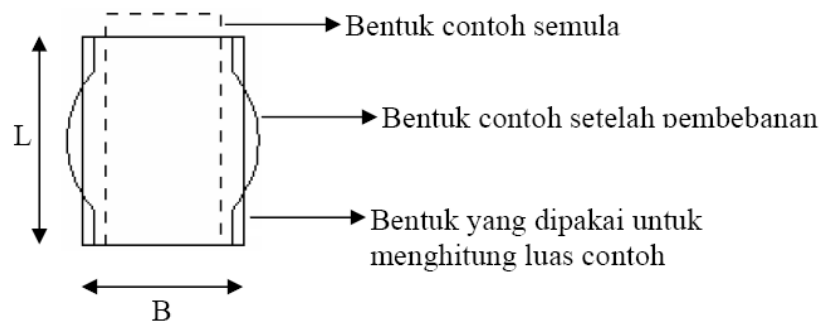 Bentuk contoh semula
L
Bentuk contoh setelah pembebanan
Bentuk yang dipakai untuk
menghitung luas contoh
B